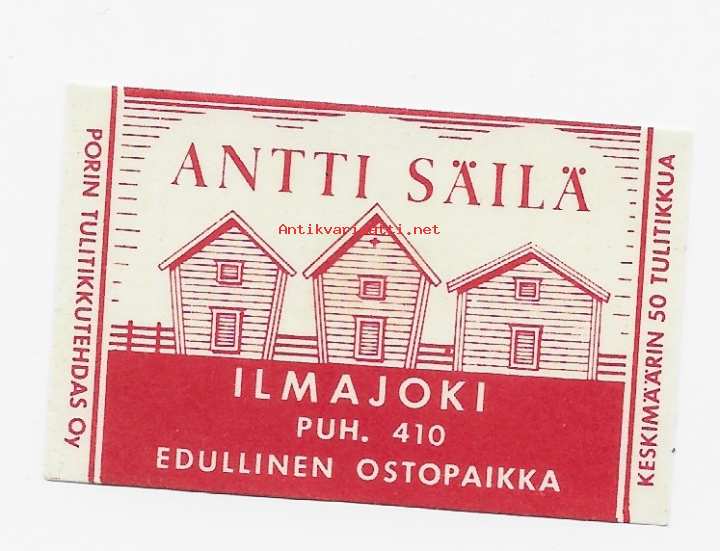 ANTTI SÄILÄ
Antikvariaatti.net
ILMAJOKI
PUH. 410
EDULLINEN OSTOPAIKKA
PORIN TULITIKKUTEHDAS OY
KESKIMÄÄRIN 50 TULITIKKUA